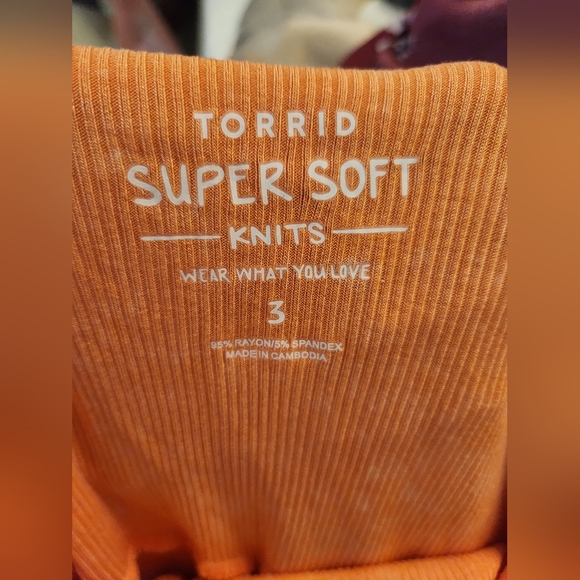 TORRID
SUPER SOFT
KNITS
WEAR WHAT YOU LOVE
3
95% RAYON/5% SPANDEX
MADE IN CAMBODIA